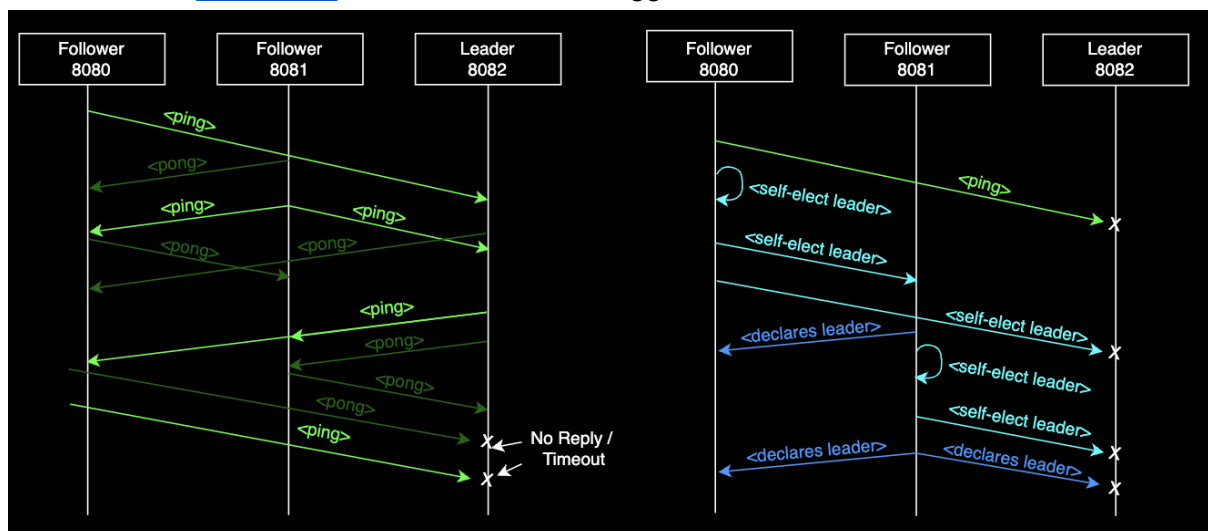 Follower
8080
Follower
8081
Leader
8082
<ping>
<pong>
<ping>
<ping>
<pong>
<pong>
<ping>
<pong>
<pong>
<pong>
<ping>
No Reply /
Timeout
x
x
Follower
8080
Follower
8081
Leader
8082
<ping>
x
<self-elect leader>
<self-elect leader>
<self-elect leader>
x
<declares leader>
<self-elect leader>
<self-elect leader>
x
<declares leader>
<declares leader>
x